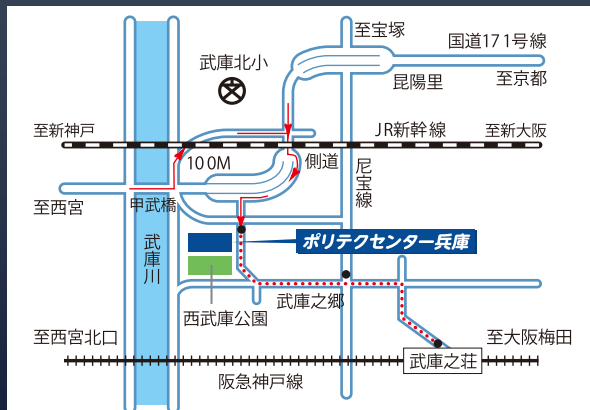 至宝塚
国道171号線
武庫北小
昆陽里
至京都
至新神戸
JR新幹線
至新大阪
100M
側道
尼宝線
至西宮
甲武橋
武庫川
ポリテクセンター兵庫
西武庫公園
武庫之郷
至西宮北口
至大阪梅田
武庫之荘
阪急神戸線